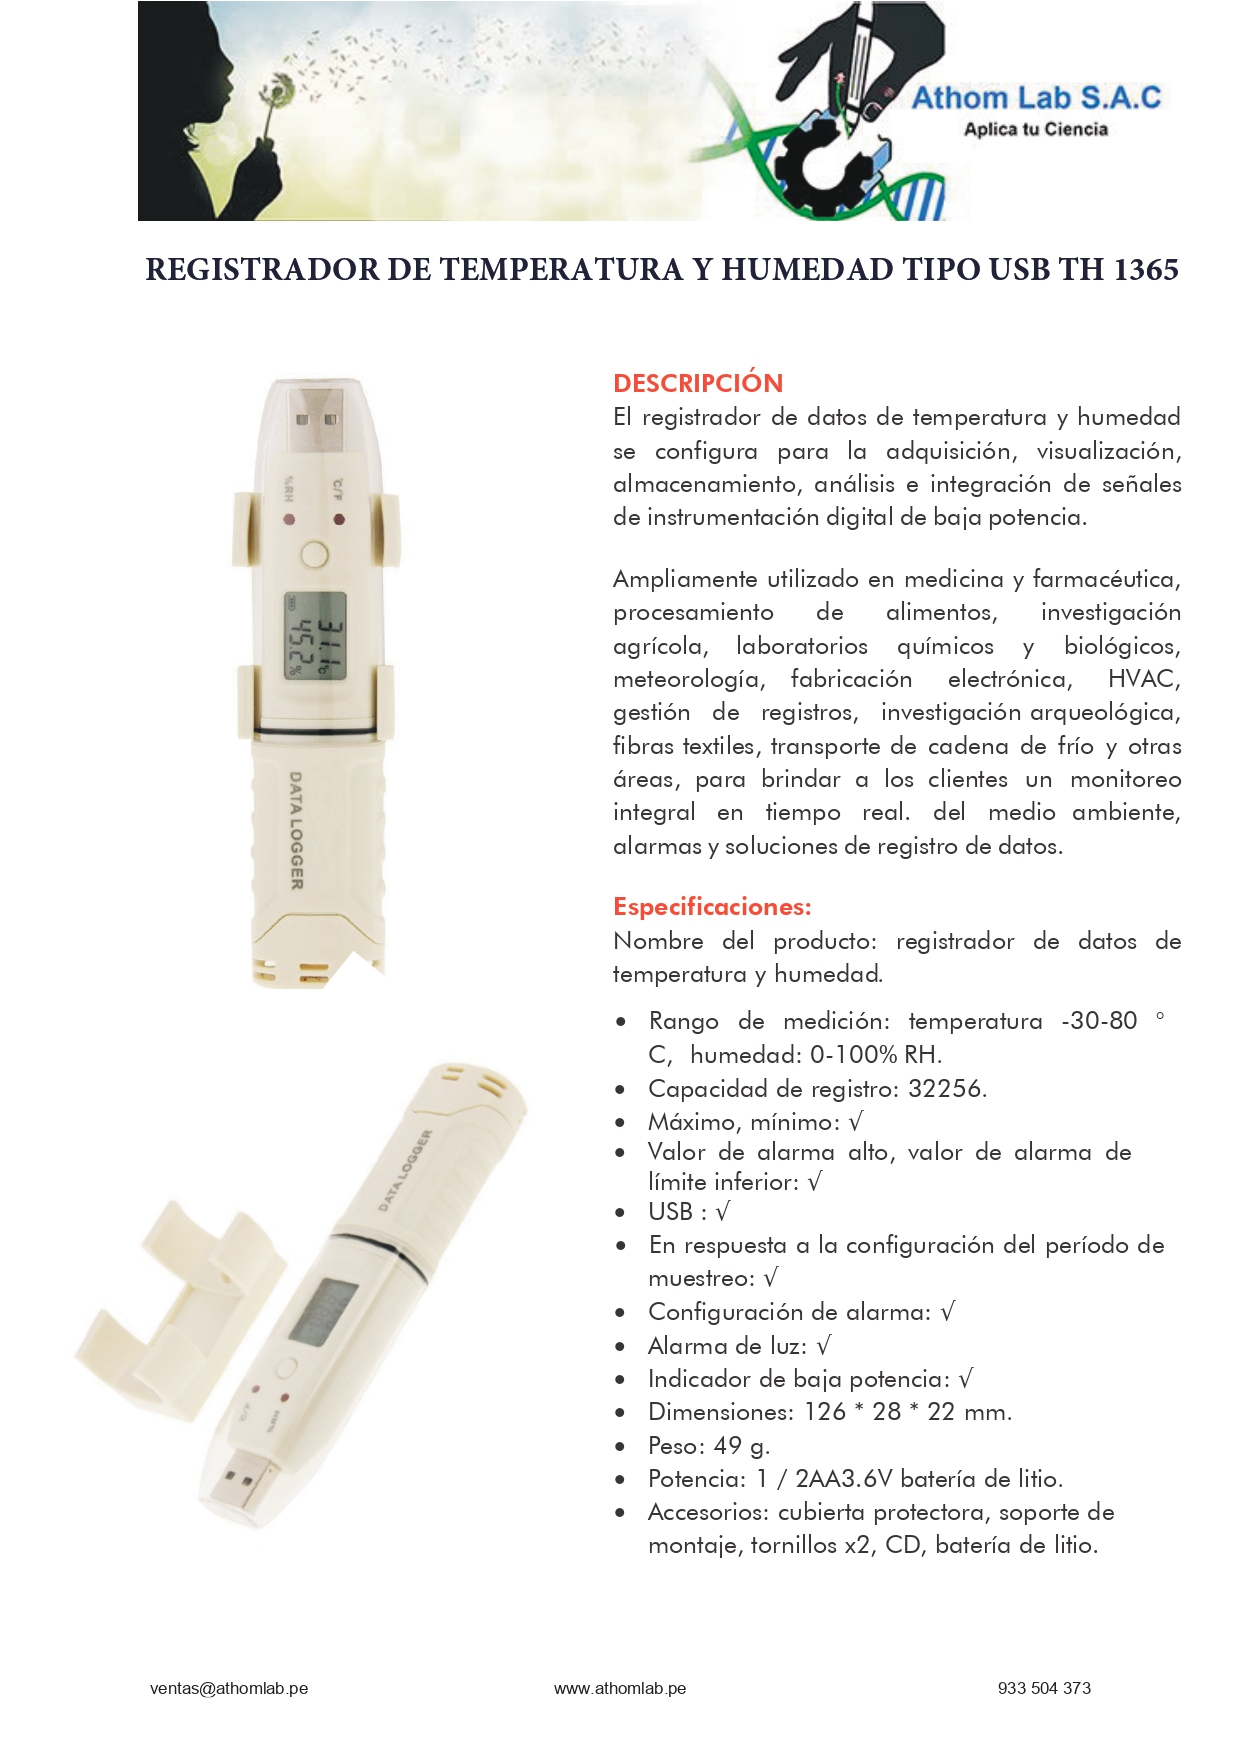 Athom Lab S.A.C
Aplica tu Ciencia
REGISTRADOR DE TEMPERATURA Y HUMEDAD TIPO USB TH 1365
%RH
°C/°F
31.1°C
45.2%
DATA LOGGER
DESCRIPCIÓN
El registrador de datos de temperatura y humedad
se configura para la adquisición, visualización,
almacenamiento, análisis e integración de señales
de instrumentación digital de baja potencia.
Ampliamente utilizado en medicina y farmacéutica,
procesamiento de alimentos, investigación
agrícola, laboratorios químicos y biológicos,
meteorología, fabricación electrónica, HVAC,
gestión de registros, investigación arqueológica,
fibras textiles, transporte de cadena de frío y otras
áreas, para brindar a los clientes un monitoreo
integral en tiempo real. del medio ambiente,
alarmas y soluciones de registro de datos.
Especificaciones:
Nombre del producto: registrador de datos de
temperatura y humedad.
• Rango de medición: temperatura -30-80 °
C, humedad: 0-100% RH.
• Capacidad de registro: 32256.
• Máximo, mínimo: √
• Valor de alarma alto, valor de alarma de
límite inferior: √
• USB : √
• En respuesta a la configuración del período de
muestreo: √
• Configuración de alarma: √
• Alarma de luz: √
• Indicador de baja potencia: √
• Dimensiones: 126 * 28 * 22 mm.
• Peso: 49 g.
• Potencia: 1 / 2AA3.6V batería de litio.
• Accesorios: cubierta protectora, soporte de
montaje, tornillos x2, CD, batería de litio.
DATA LOGGER
°C/°F
%RH
ventas@athomlab.pe
www.athomlab.pe
933 504 373